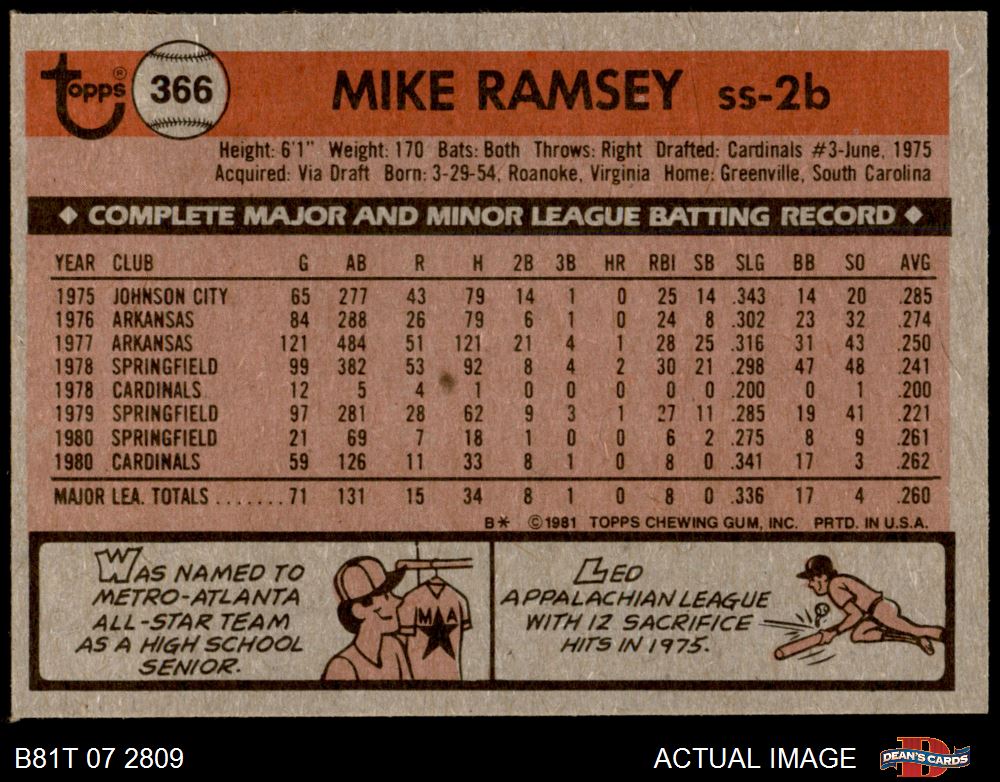 Topps® 366 MIKE RAMSEY ss-2b
Height: 6'1" Weight: 170 Bats: Both Throws: Right Drafted: Cardinals #3-June, 1975
Acquired: Via Draft Born: 3-29-54, Roanoke, Virginia Home: Greenville, South Carolina
◆ COMPLETE MAJOR AND MINOR LEAGUE BATTING RECORD ◆
YEAR CLUB G AB R H 2B 3B HR RBI SB SLG BB SO AVG
1975 JOHNSON CITY 65 277 43 79 14 1 0 25 14 .343 14 20 .285
1976 ARKANSAS 84 288 26 79 6 1 0 24 8 .302 23 32 .274
1977 ARKANSAS 121 484 51 121 21 4 1 28 25 .316 31 43 .250
1978 SPRINGFIELD 99 382 53 92 8 4 2 30 21 .298 47 48 .241
1978 CARDINALS 12 5 4 1 0 0 0 0 0 .200 0 1 .200
1979 SPRINGFIELD 97 281 28 62 9 3 1 27 11 .285 19 41 .221
1980 SPRINGFIELD 21 69 7 18 1 0 0 6 2 .275 8 9 .261
1980 CARDINALS 59 126 11 33 8 1 0 8 0 .341 17 3 .262
MAJOR LEA. TOTALS .......71 131 15 34 8 1 0 8 0 .336 17 4 .260
B* ©1981 TOPPS CHEWING GUM, INC. PRTD. IN U.S.A.
WAS NAMED TO
METRO-ATLANTA
ALL-STAR TEAM
AS A HIGH SCHOOL
SENIOR.
M A
LED
APPALACHIAN LEAGUE
WITH 12 SACRIFICE
HITS IN 1975.
B81T 07 2809 ACTUAL IMAGE DEAN'S CARDS